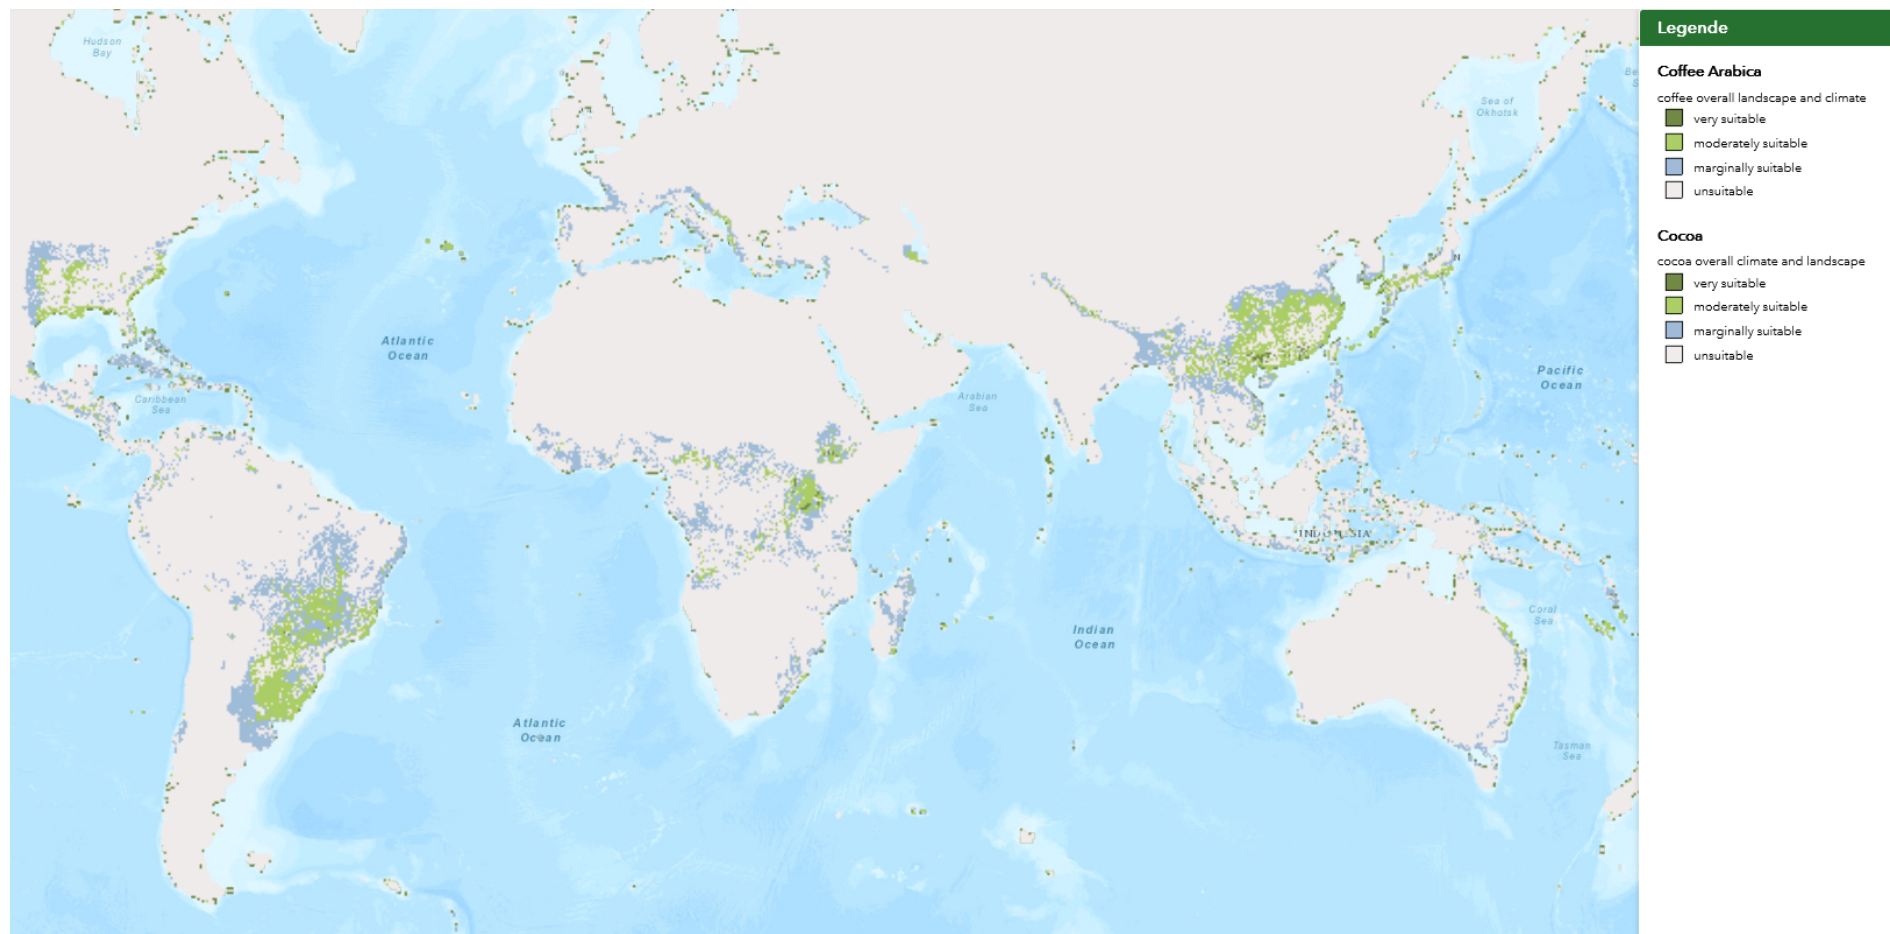 Hudson
Bay
Sea of
Okhotsk
Atlantic
Ocean
Pacific
Ocean
Caribbean
Sea
Arabian
Sea
Indian
Ocean
Coral
Sea
Atlantic
Ocean
Tasman
Sea
Legende
Coffee Arabica
coffee overall landscape and climate
very suitable
moderately suitable
marginally suitable
unsuitable
Cocoa
cocoa overall climate and landscape
very suitable
moderately suitable
marginally suitable
unsuitable